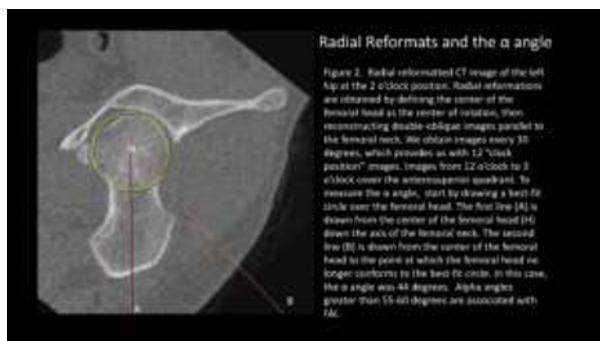 Radial Reformats and the α angle
Figure 2. Radial reformatted CT image of the left
hip at the 2 o'clock position. Radial reformations
are obtained by defining the center of the
femoral head as the center of rotation, then
reconstructing double-oblique images parallel to
the femoral neck. We obtain images every 30
degrees, which provides us with 12 "clock
position" images. Images from 12 o'clock to 3
o'clock cover the anterosuperior quadrant. To
measure the α angle, start by drawing a best-fit
circle over the femoral head. The first line (A) is
drawn from the center of the femoral head (H)
down the axis of the femoral neck. The second
line (B) is drawn from the center of the femoral
head to the point at which the femoral head no
longer conforms to the best-fit circle. In this case,
the α angle was 44 degrees. Alpha angles
greater than 55-60 degrees are associated with
FAI.
H
B
A